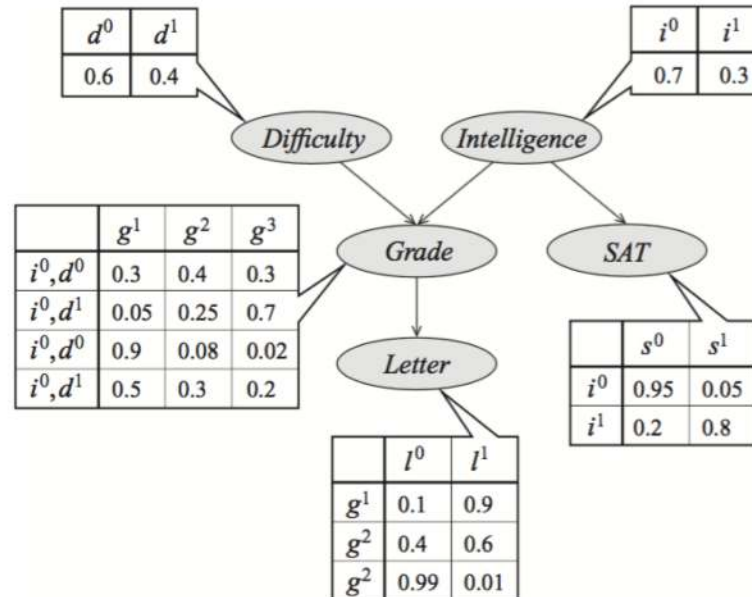 d⁰ d¹
0.6 0.4
i⁰ i¹
0.7 0.3
Difficulty
Intelligence
g¹ g² g³
i⁰,d⁰ 0.3 0.4 0.3
i⁰,d¹ 0.05 0.25 0.7
i⁰,d⁰ 0.9 0.08 0.02
i⁰,d¹ 0.5 0.3 0.2
Grade
SAT
s⁰ s¹
i⁰ 0.95 0.05
i¹ 0.2 0.8
Letter
l⁰ l¹
g¹ 0.1 0.9
g² 0.4 0.6
g² 0.99 0.01